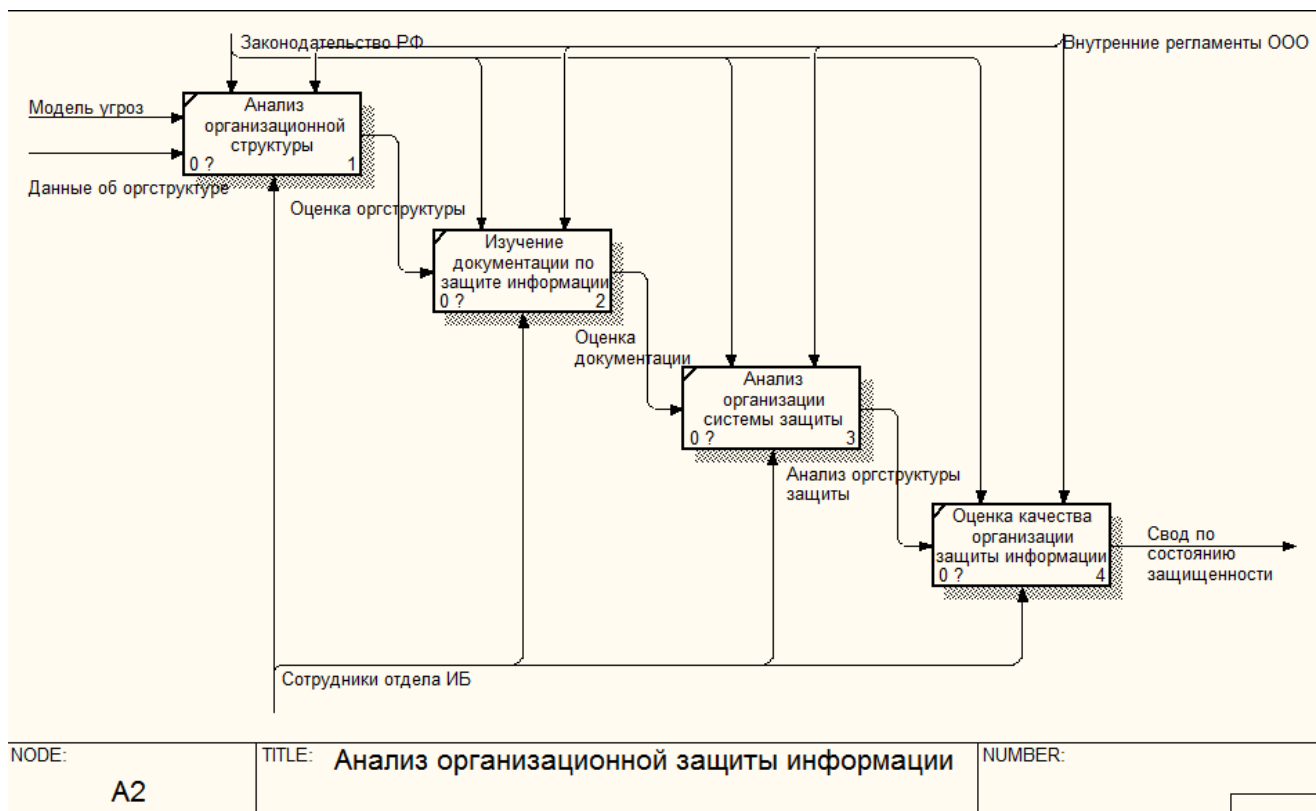 Законодательство РФ
Внутренние регламенты ООО
Модель угроз
Анализ
организационной
структуры
0 ?
1
Данные об оргструктуре
Оценка оргструктуры
Изучение
документации по
защите информации
0 ?
2
Оценка
документации
Анализ
организации
системы защиты
0 ?
3
Анализ оргструктуры
защиты
Оценка качества
организации
защиты информации
0 ?
4
Свод по
состоянию
защищенности
Сотрудники отдела ИБ
NODE:
A2
TITLE:
Анализ организационной защиты информации
NUMBER: